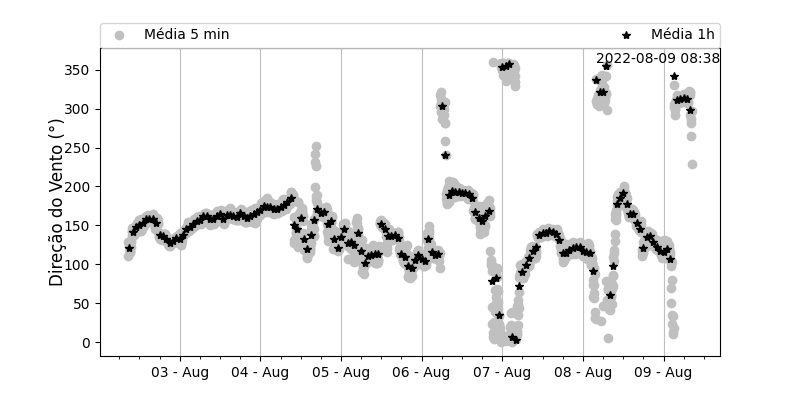 Média 5 min
Média 1h
2022-08-09 08:38
Direção do Vento (°)
350
300
250
200
150
100
50
0
03 - Aug
04 - Aug
05 - Aug
06 - Aug
07 - Aug
08 - Aug
09 - Aug